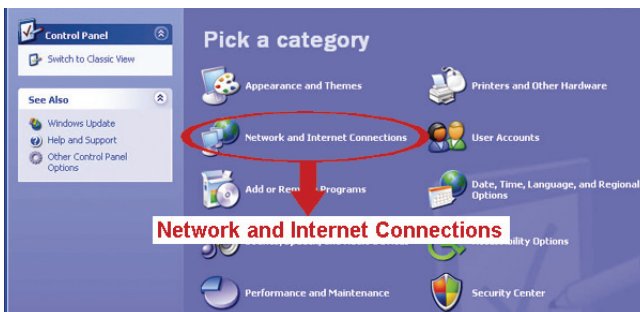 Control Panel
Switch to Classic View
See Also
Windows Update
Help and Support
Other Control Panel
Options
Pick a category
Appearance and Themes
Printers and Other Hardware
Network and Internet Connections
User Accounts
Add or Programs
Date, Time, Language, and Regional
Options
Network and Internet Connections
Options
Performance and Maintenance
Security Center